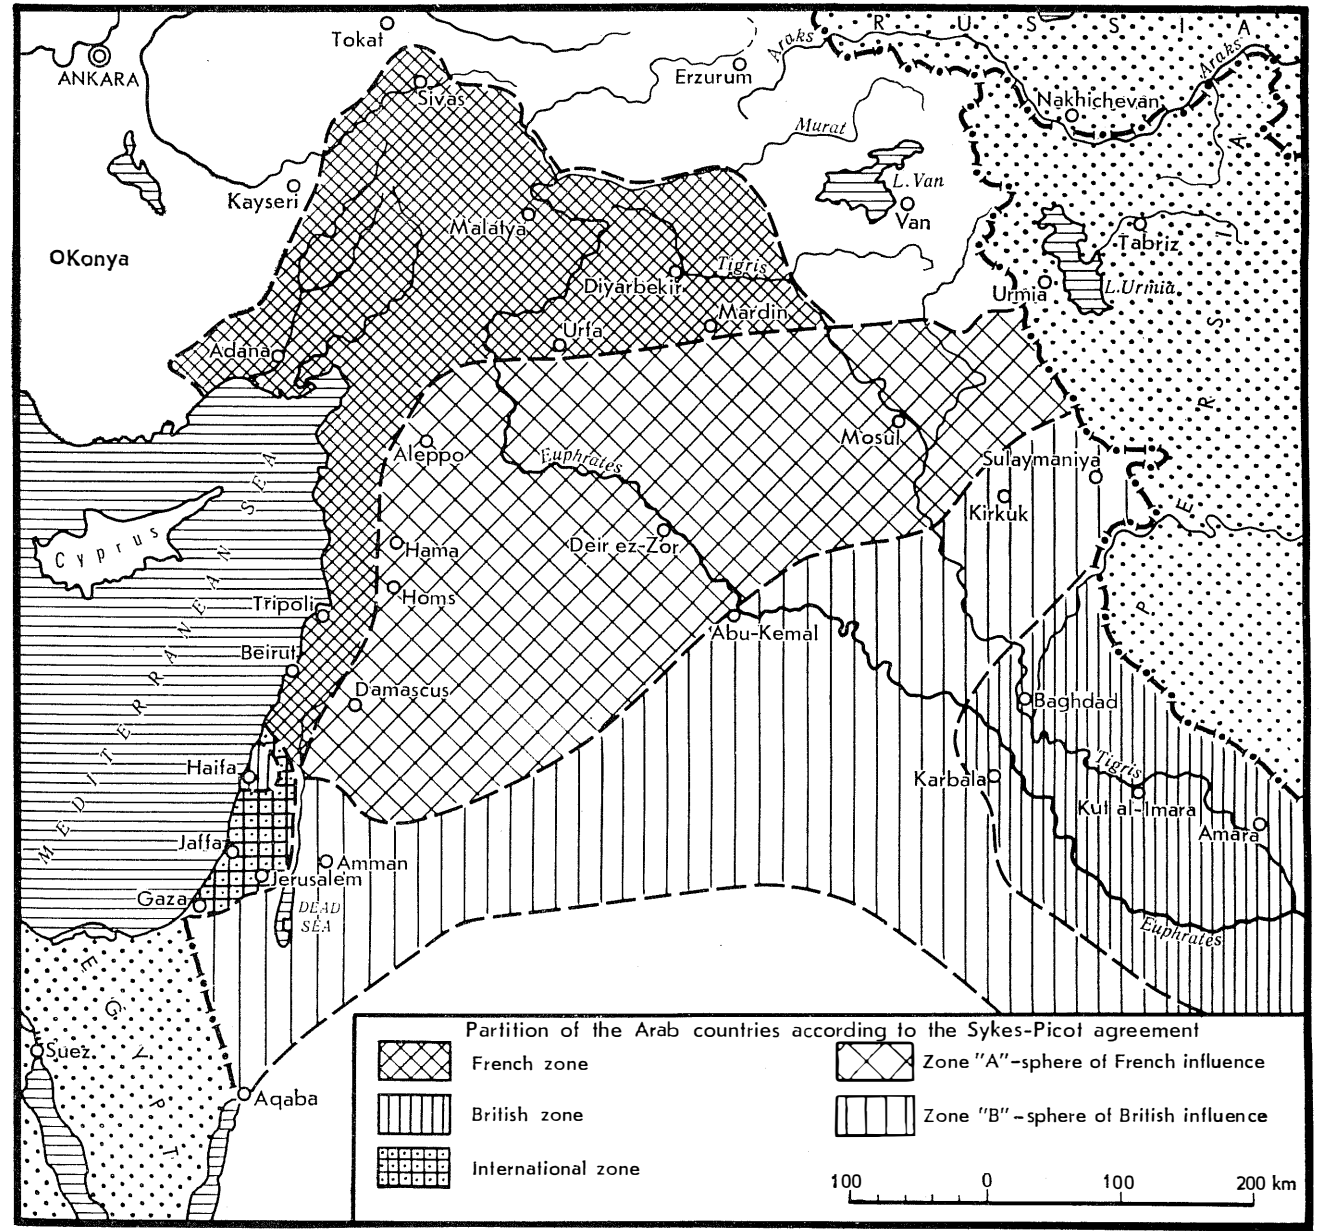 RUSSIA
Tokat
ANKARA
Erzurum
Araks
Araks
Sivas
Nakhichevan
Murat
L. Van
Van
Kayseri
Malatya
Konya
Tabriz
Tigris
Diyarbekir
Urmia
L. Urmia
Mardin
Urfa
Adana
PERSIA
Mosul
Aleppo
Euphrates
Sulaymaniya
Kirkuk
MEDITERRANEAN SEA
Cyprus
Hama
Deir ez-Zor
Homs
Tripoli
Abu-Kemal
Beirut
Damascus
Baghdad
Haifa
Karbala
Tigris
Kut al-Imara
Amara
Jaffa
Amman
Jerusalem
Gaza
DEAD
SEA
Euphrates
EGYPT
Suez
Aqaba
Partition of the Arab countries according to the Sykes-Picot agreement
French zone
Zone "A"-sphere of French influence
British zone
Zone "B"-sphere of British influence
International zone
100 0 100 200 km